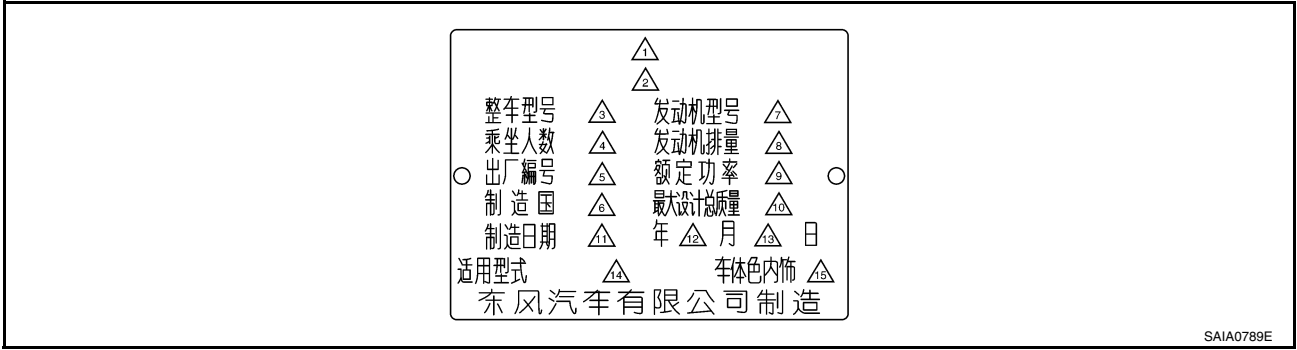 1
2
整车型号 3 发动机型号 7
乘坐人数 4 发动机排量 8
出厂编号 5 额定功率 9
制造国 6 最大设计总质量 10
制造日期 11 年 12 月 13 日
适用型式 14 车体色内饰 15
东风汽车有限公司制造
SAIA0789E